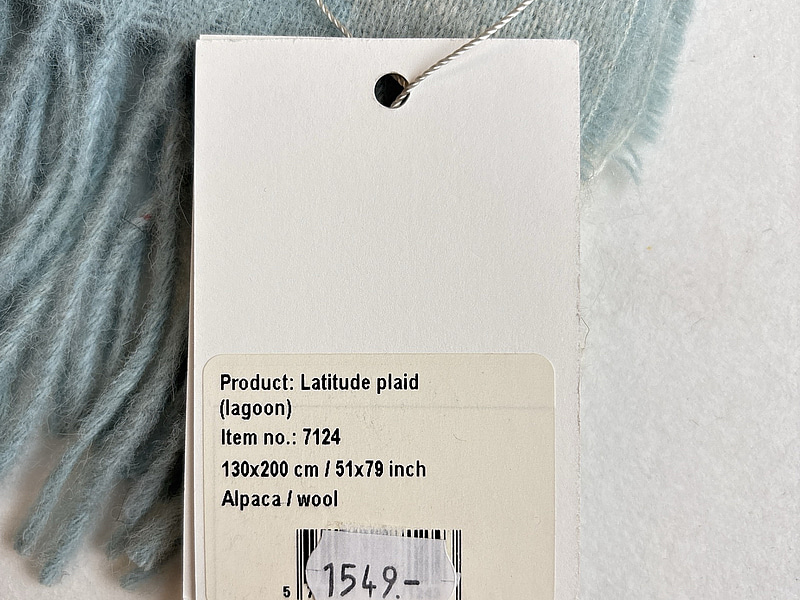 Product: Latitude plaid
(lagoon)
Item no.: 7124
130x200 cm / 51x79 inch
Alpaca / wool
1549.-
5